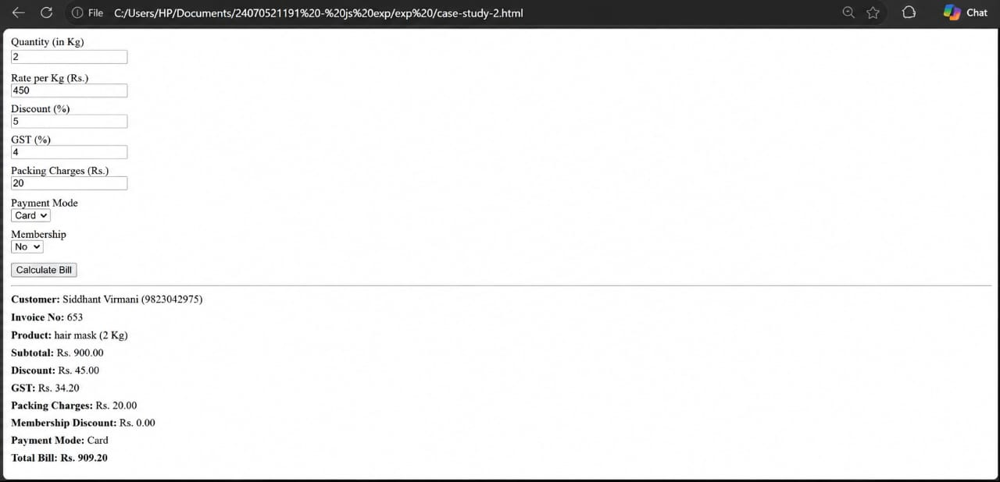 File C:/Users/HP/Documents/24070521191%20-%20js%20exp/exp%20/case-study-2.html Chat
Quantity (in Kg)
2
Rate per Kg (Rs.)
450
Discount (%)
5
GST (%)
4
Packing Charges (Rs.)
20
Payment Mode
Card
Membership
No
Calculate Bill
Customer: Siddhant Virmani (9823042975)
Invoice No: 653
Product: hair mask (2 Kg)
Subtotal: Rs. 900.00
Discount: Rs. 45.00
GST: Rs. 34.20
Packing Charges: Rs. 20.00
Membership Discount: Rs. 0.00
Payment Mode: Card
Total Bill: Rs. 909.20